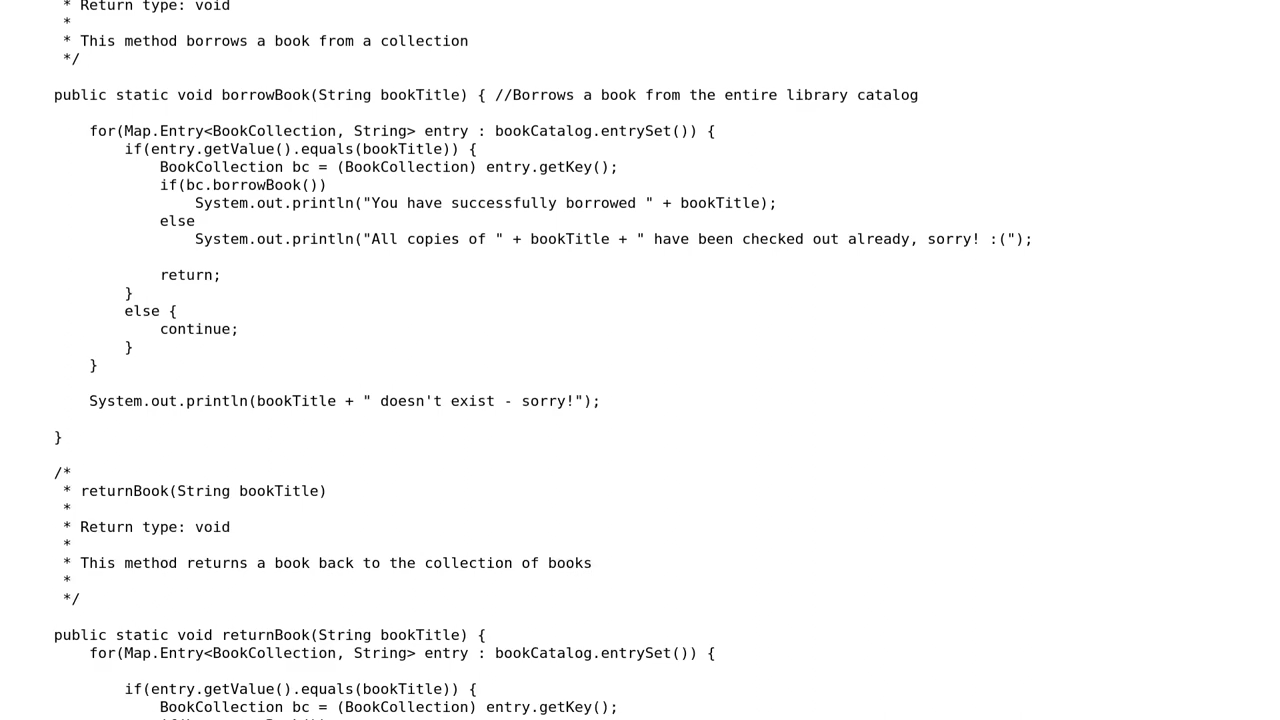 * Return type: void
 *
 * This method borrows a book from a collection
 */
public static void borrowBook(String bookTitle) { //Borrows a book from the entire library catalog
    for(Map.Entry<BookCollection, String> entry : bookCatalog.entrySet()) {
        if(entry.getValue().equals(bookTitle)) {
            BookCollection bc = (BookCollection) entry.getKey();
            if(bc.borrowBook())
                System.out.println("You have successfully borrowed " + bookTitle);
            else
                System.out.println("All copies of " + bookTitle + " have been checked out already, sorry! :(");
            return;
        }
        else {
            continue;
        }
    }
    System.out.println(bookTitle + " doesn't exist - sorry!");
}
/*
 * returnBook(String bookTitle)
 *
 * Return type: void
 *
 * This method returns a book back to the collection of books
 *
 */
public static void returnBook(String bookTitle) {
    for(Map.Entry<BookCollection, String> entry : bookCatalog.entrySet()) {
        if(entry.getValue().equals(bookTitle)) {
            BookCollection bc = (BookCollection) entry.getKey();